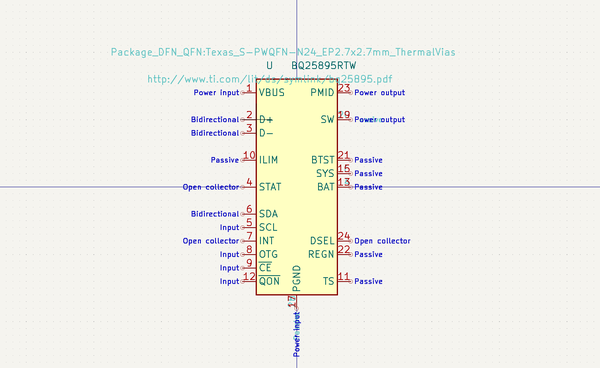 Package_DFN_QFN:Texas_S-PWQFN-N24_EP2.7x2.7mm_ThermalVias
U BQ25895RTW
http://www.ti.com/lit/ds/symlink/bq25895.pdf
Power input 1 VBUS PMID 23 Power output
Bidirectional 2 D+ SW 19 Power output
Bidirectional 3 D-
Passive 10 ILIM BTST 21 Passive
SYS 15 Passive
Open collector 4 STAT BAT 13 Passive
Bidirectional 6 SDA
Input 5 SCL
Open collector 7 INT DSEL 24 Open collector
Input 8 OTG REGN 22 Passive
Input 9 CE
Input 12 QON TS 11 Passive
PGND
17
Power input